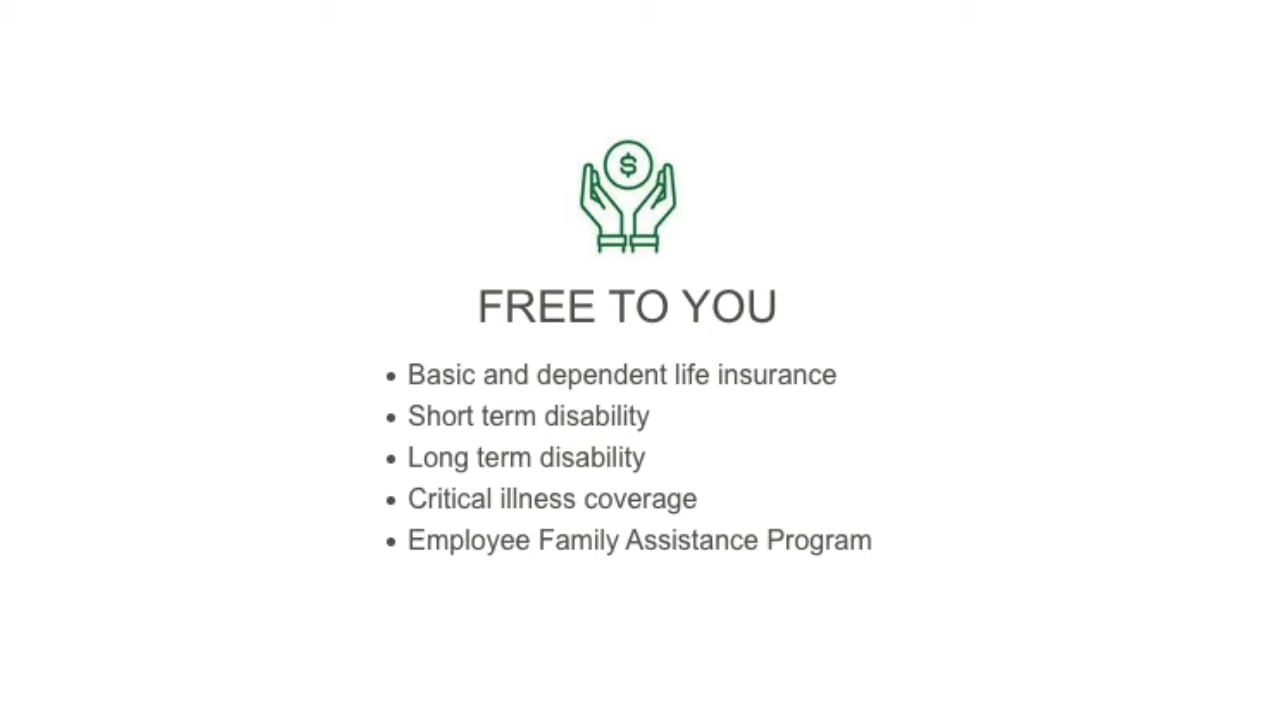 $
FREE TO YOU
• Basic and dependent life insurance
• Short term disability
• Long term disability
• Critical illness coverage
• Employee Family Assistance Program